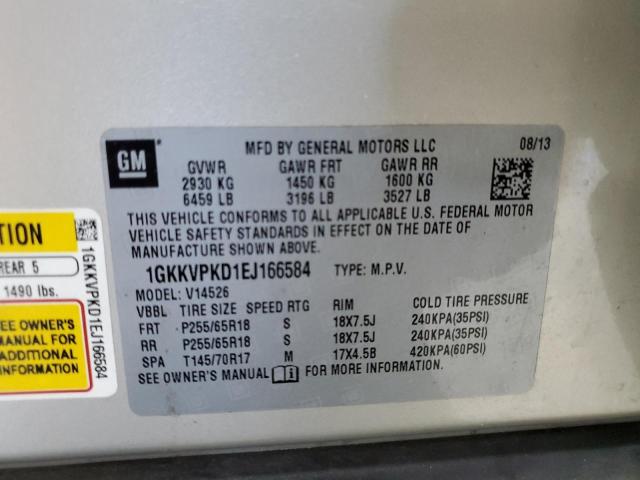 GM
MFD BY GENERAL MOTORS LLC 08/13
GVWR GAWR FRT GAWR RR
2930 KG 1450 KG 1600 KG
6459 LB 3196 LB 3527 LB
THIS VEHICLE CONFORMS TO ALL APPLICABLE U.S. FEDERAL MOTOR
VEHICLE SAFETY STANDARDS IN EFFECT ON THE DATE OF
MANUFACTURE SHOWN ABOVE.
1GKKVPKD1EJ166584 TYPE: M.P.V.
MODEL: V14526
VBBL TIRE SIZE SPEED RTG RIM COLD TIRE PRESSURE
FRT P255/65R18 S 18X7.5J 240KPA(35PSI)
RR P255/65R18 S 18X7.5J 240KPA(35PSI)
SPA T145/70R17 M 17X4.5B 420KPA(60PSI)
SEE OWNER'S MANUAL i FOR MORE INFORMATION.
TION
REAR 5
1490 lbs.
SEE OWNER'S
MANUAL FOR
ADDITIONAL
INFORMATION
1GKKVPKD1EJ166584